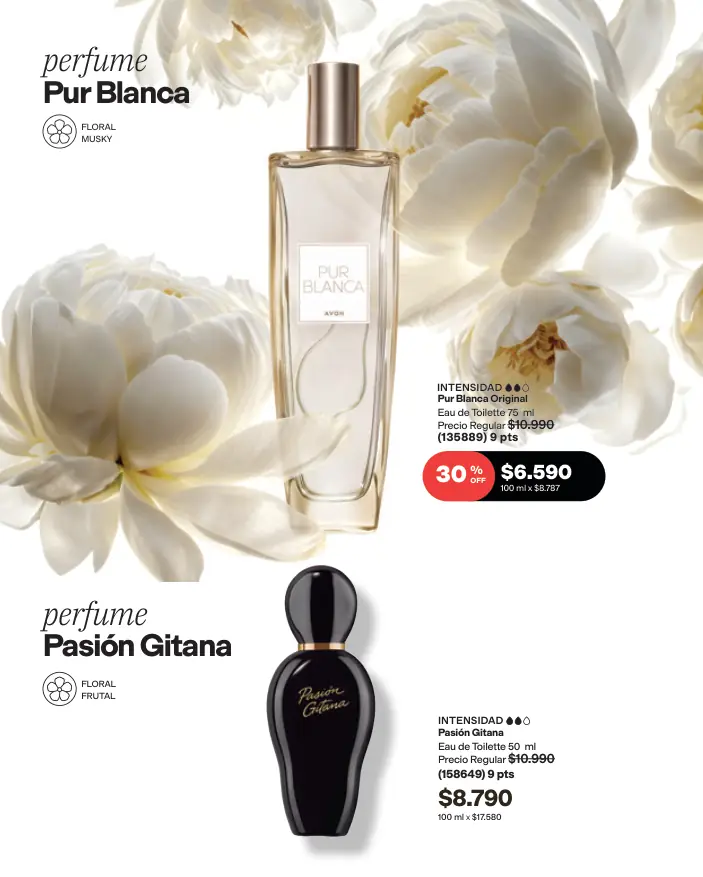 perfume
Pur Blanca
FLORAL
MUSKY
PUR
BLANCA
AVON
INTENSIDAD
Pur Blanca Original
Eau de Toilette 75 ml
Precio Regular $10.990
(135889) 9 pts
30 % OFF
$6.590
100 ml x $8.787
perfume
Pasión Gitana
FLORAL
FRUTAL
Pasión
Gitana
INTENSIDAD
Pasión Gitana
Eau de Toilette 50 ml
Precio Regular $10.990
(158649) 9 pts
$8.790
100 ml x $17.580